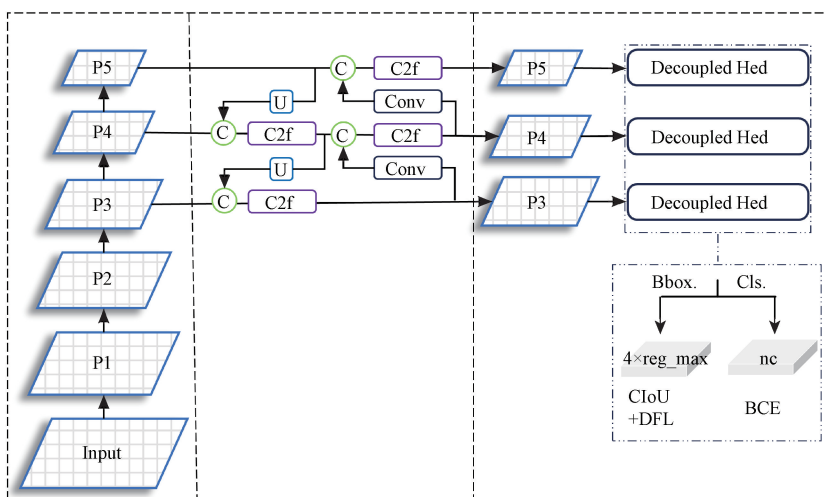 P5
C
C2f
P5
Decoupled Hed
U
Conv
P4
C
C2f
C
C2f
P4
Decoupled Hed
U
Conv
P3
C
C2f
P3
Decoupled Hed
P2
Bbox.
Cls.
P1
4×reg_max
nc
CIoU
+DFL
BCE
Input